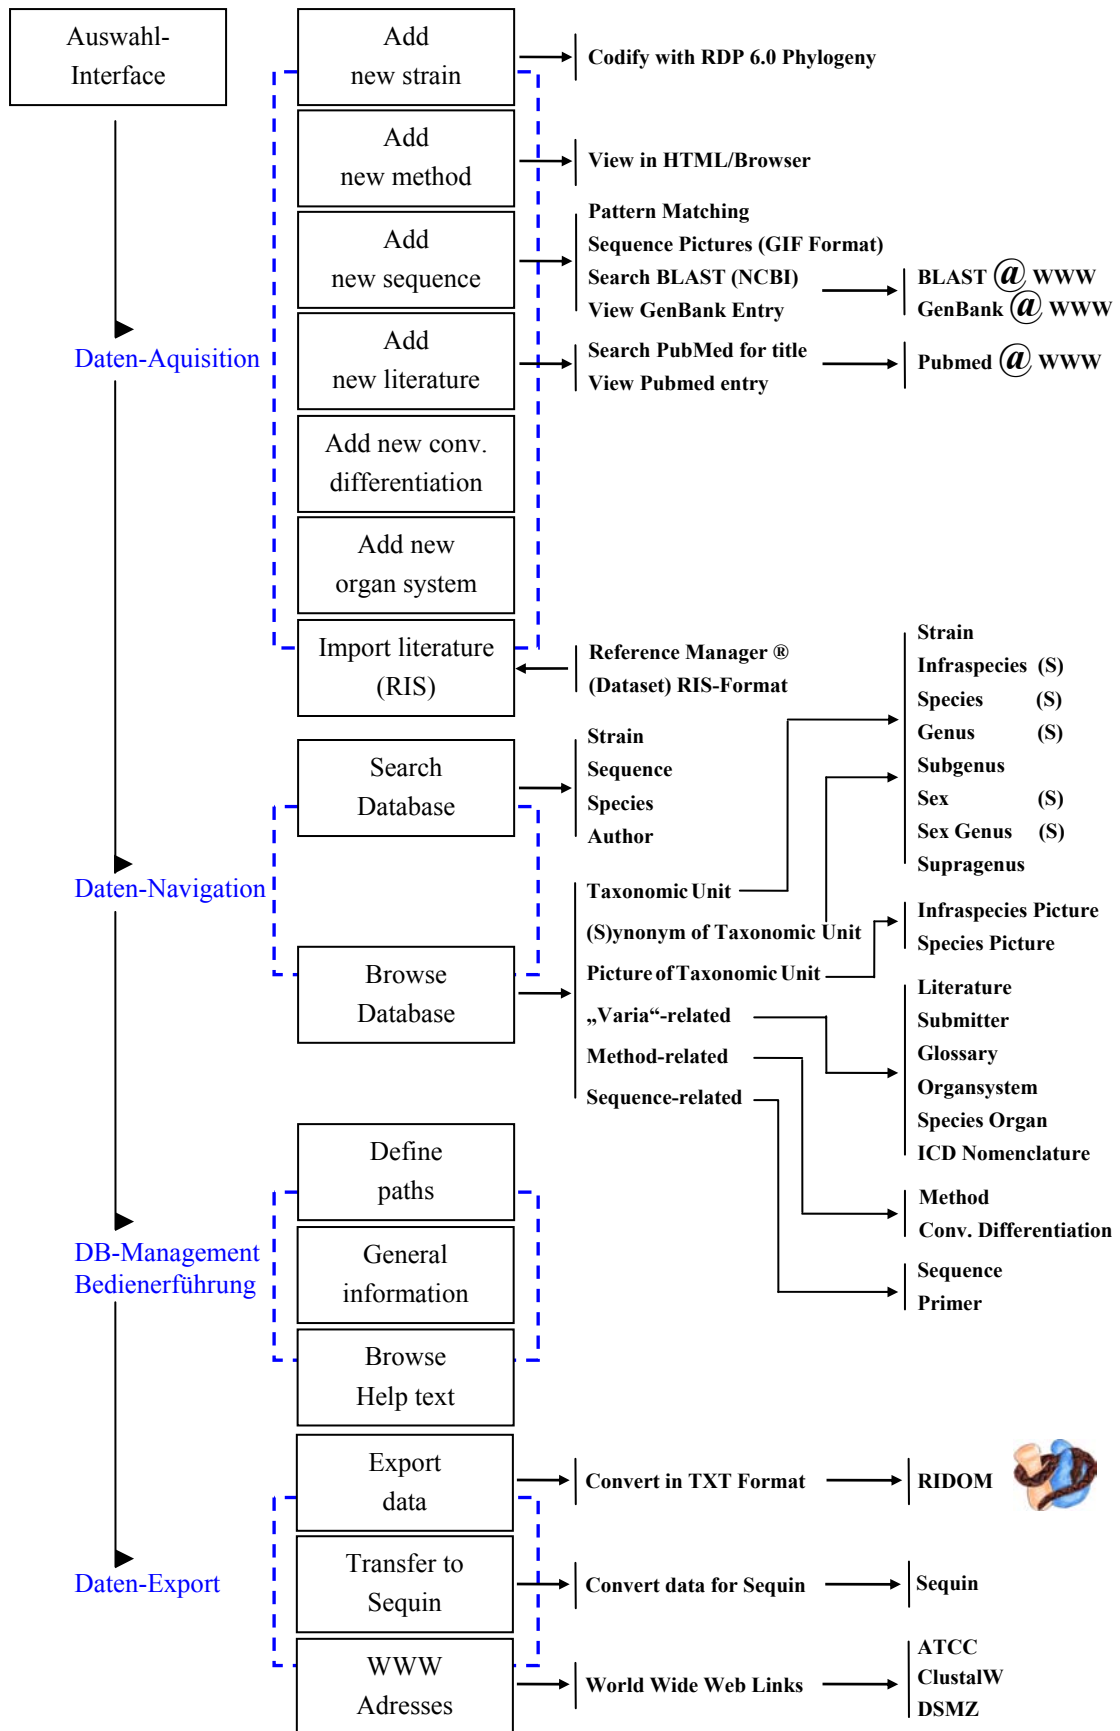 Auswahl-
Interface
Add
new strain
Codify with RDP 6.0 Phylogeny
Add
new method
View in HTML/Browser
Add
new sequence
Pattern Matching
Sequence Pictures (GIF Format)
Search BLAST (NCBI)
View GenBank Entry
BLAST @ WWW
GenBank @ WWW
Daten-Aquisition
Add
new literature
Search PubMed for title
View Pubmed entry
Pubmed @ WWW
Add new conv.
differentiation
Add new
organ system
Import literature
(RIS)
Reference Manager ®
(Dataset) RIS-Format
Daten-Navigation
Search
Database
Strain
Sequence
Species
Author
Browse
Database
Taxonomic Unit
(S)ynonym of Taxonomic Unit
Picture of Taxonomic Unit
„Varia“-related
Method-related
Sequence-related
Strain
Infraspecies (S)
Species (S)
Genus (S)
Subgenus
Sex (S)
Sex Genus (S)
Supragenus
Infraspecies Picture
Species Picture
Literature
Submitter
Glossary
Organsystem
Species Organ
ICD Nomenclature
Method
Conv. Differentiation
Sequence
Primer
DB-Management
Bedienerführung
Define
paths
General
information
Browse
Help text
Daten-Export
Export
data
Convert in TXT Format
RIDOM
Transfer to
Sequin
Convert data for Sequin
Sequin
WWW
Adresses
World Wide Web Links
ATCC
ClustalW
DSMZ